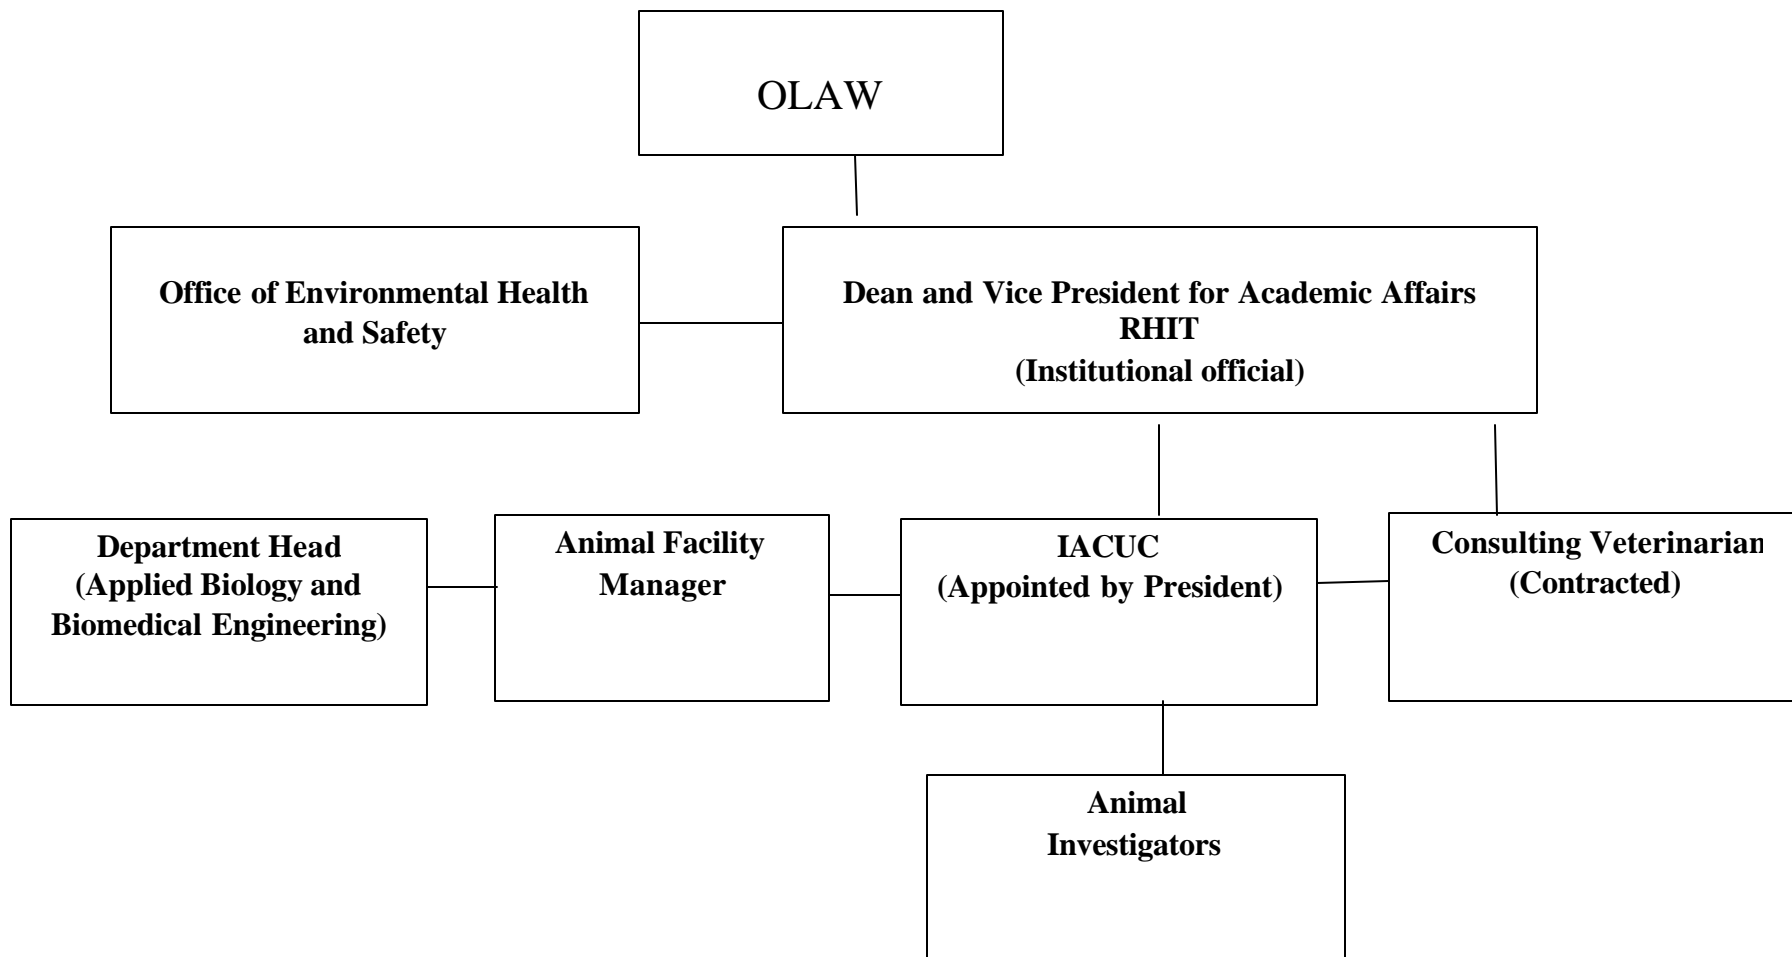 OLAW
Office of Environmental Health
and Safety
Dean and Vice President for Academic Affairs
RHIT
(Institutional official)
Department Head
(Applied Biology and
Biomedical Engineering)
Animal Facility
Manager
IACUC
(Appointed by President)
Consulting Veterinarian
(Contracted)
Animal
Investigators